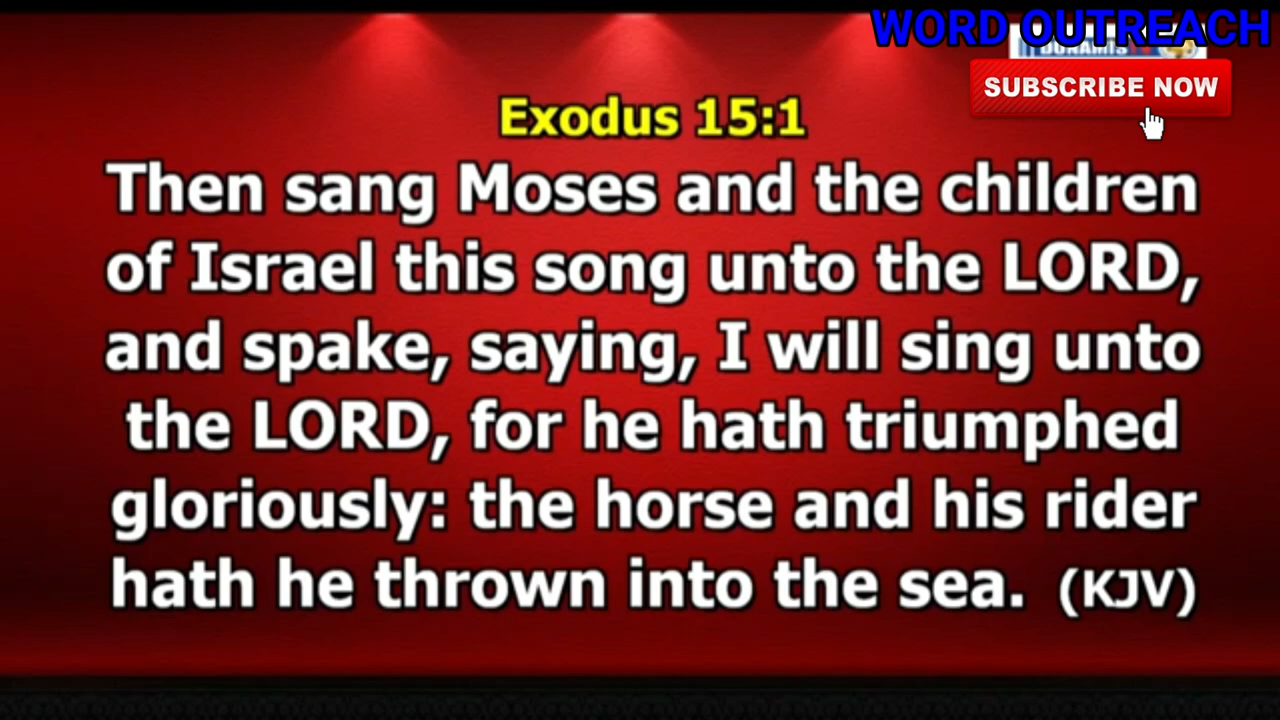 WORD OUTREACH
SUBSCRIBE NOW
Exodus 15:1
Then sang Moses and the children
of Israel this song unto the LORD,
and spake, saying, I will sing unto
the LORD, for he hath triumphed
gloriously: the horse and his rider
hath he thrown into the sea. (KJV)